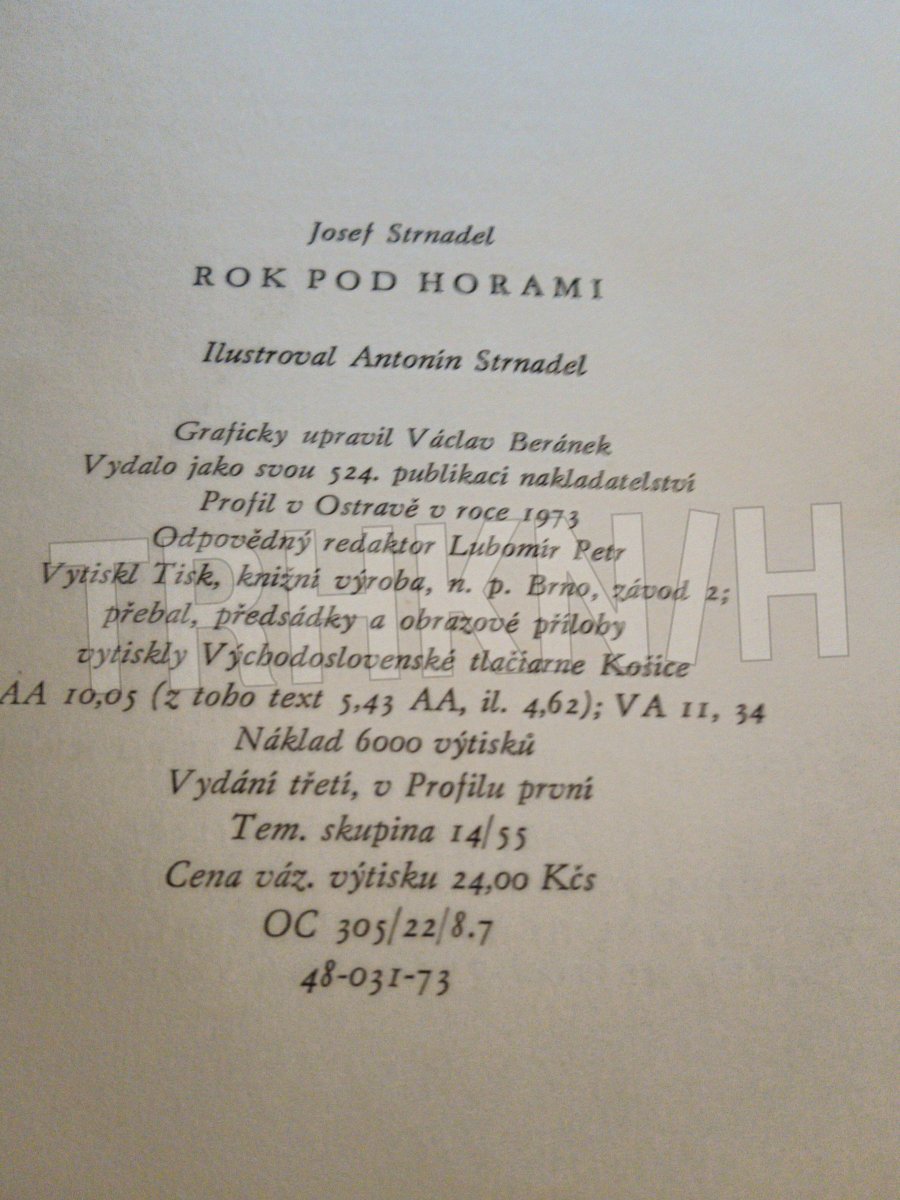 Josef Strnadel
ROK POD HORAMI
Ilustroval Antonín Strnadel
Graficky upravil Václav Beránek
Vydalo jako svou 524. publikaci nakladatelství
Profil v Ostravě v roce 1973
Odpovědný redaktor Lubomír Petr
Vytiskl Tisk, knižní výroba, n. p. Brno, závod 2;
přebal, předsádky a obrazové přílohy
vytiskly Východoslovenské tlačiarne Košice
AA 10,05 (z toho text 5,43 AA, il. 4,62); VA 11, 34
Náklad 6000 výtisků
Vydání třetí, v Profilu první
Tem. skupina 14/55
Cena váz. výtisku 24,00 Kčs
OC 305/22/8.7
48-031-73